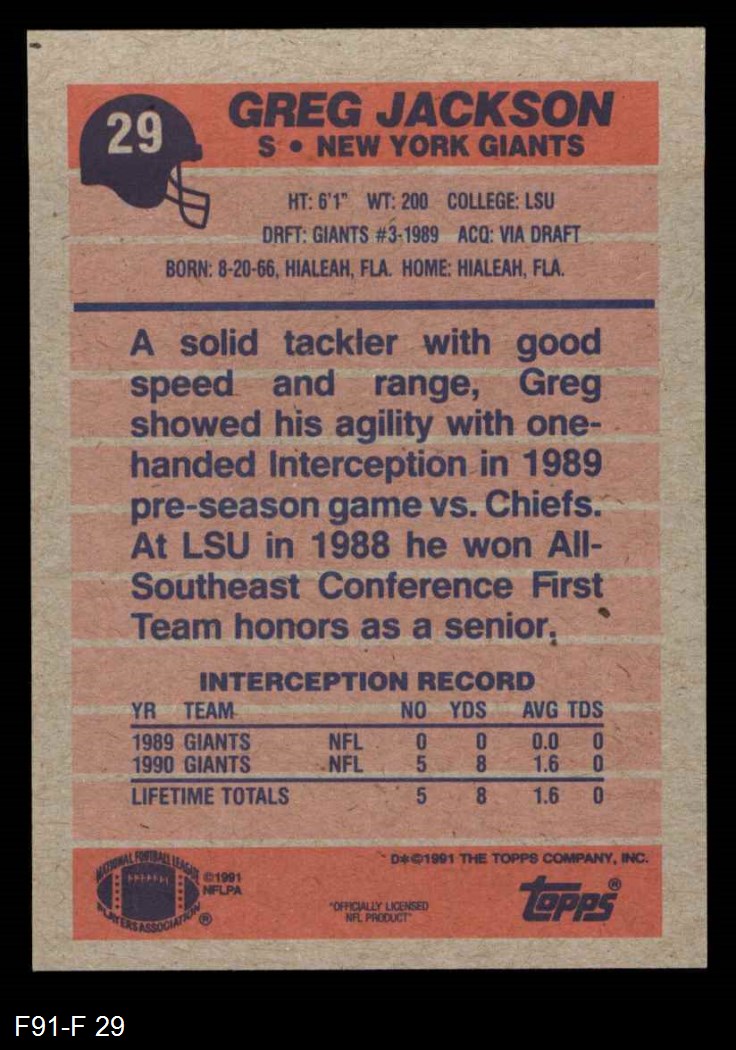 29
GREG JACKSON
S • NEW YORK GIANTS
HT: 6'1" WT: 200 COLLEGE: LSU
DRFT: GIANTS #3-1989 ACQ: VIA DRAFT
BORN: 8-20-66, HIALEAH, FLA. HOME: HIALEAH, FLA.
A solid tackler with good
speed and range, Greg
showed his agility with one-
handed Interception in 1989
pre-season game vs. Chiefs.
At LSU in 1988 he won All-
Southeast Conference First
Team honors as a senior.
INTERCEPTION RECORD
YR TEAM NO YDS AVG TDS
1989 GIANTS NFL 0 0 0.0 0
1990 GIANTS NFL 5 8 1.6 0
LIFETIME TOTALS 5 8 1.6 0
NATIONAL FOOTBALL LEAGUE
PLAYERS ASSOCIATION ®
©1991
NFLPA
"OFFICIALLY LICENSED
NFL PRODUCT"
D*©1991 THE TOPPS COMPANY, INC.
topps®
F91-F 29